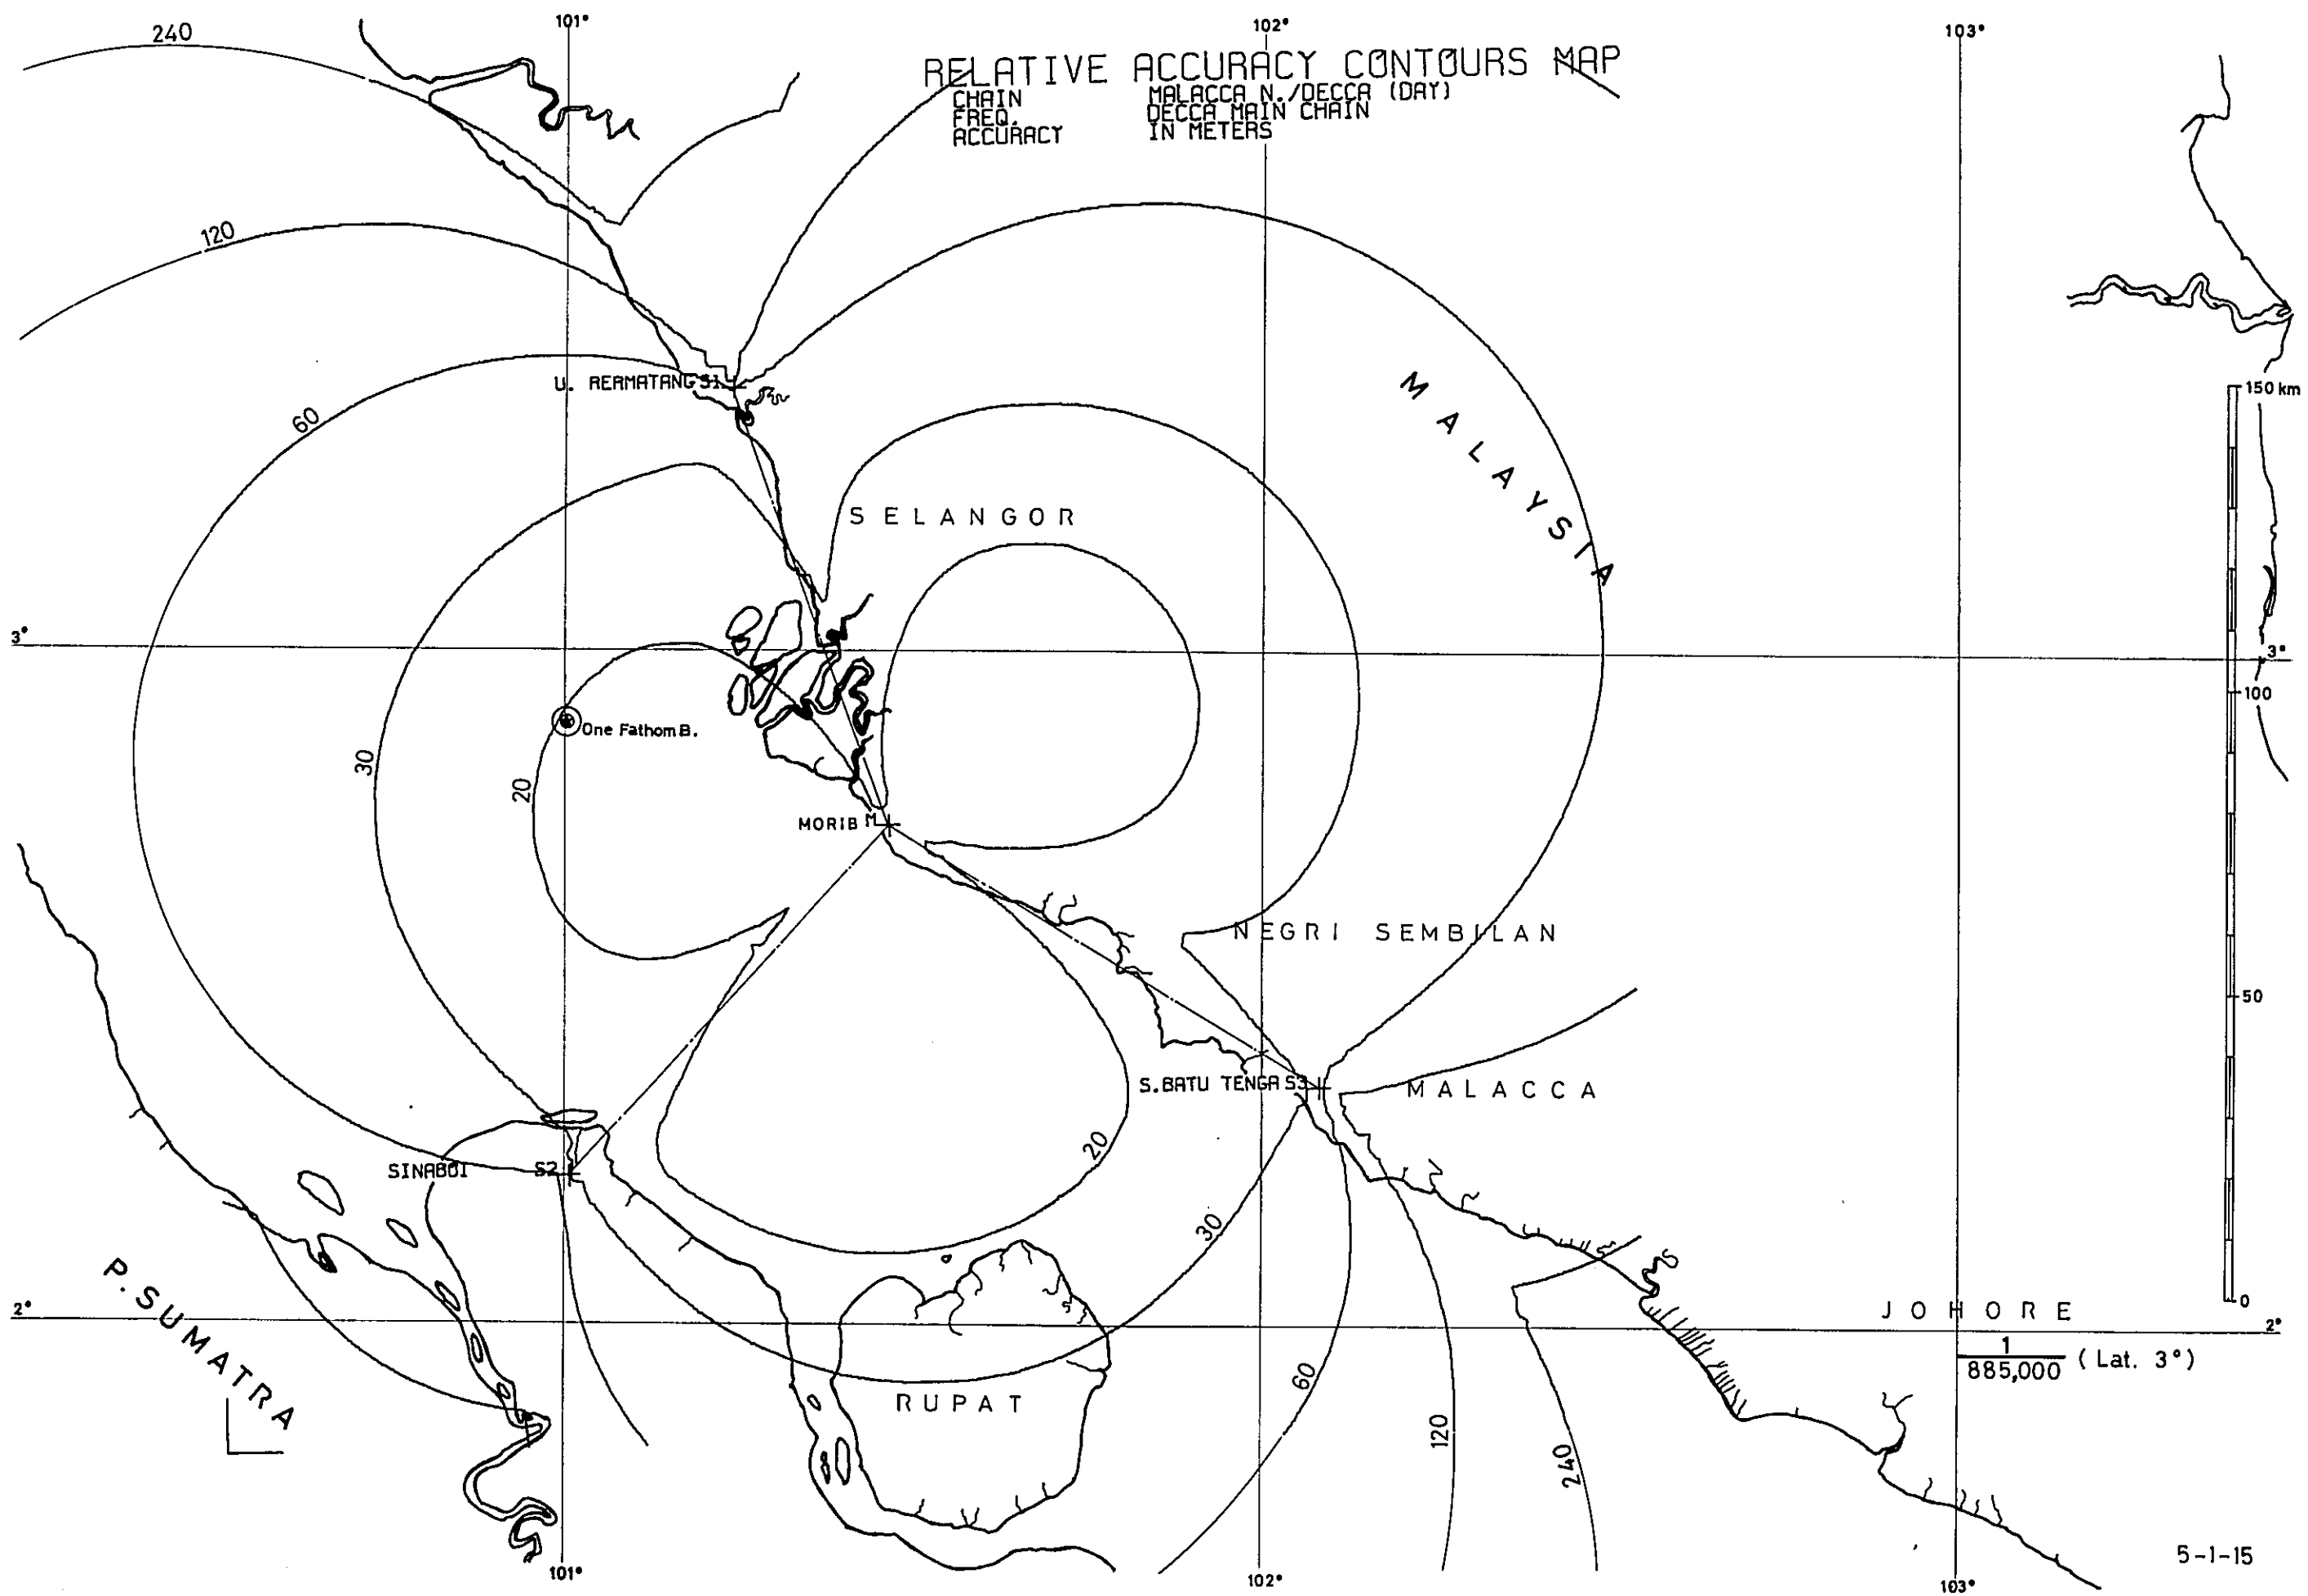 101°
102°
103°
240
RELATIVE ACCURACY CONTOURS MAP
CHAIN MALACCA N./DECCA (DAY)
FREQ. DECCA MAIN CHAIN
ACCURACY IN METERS
120
U. RERMATANG S1
150 km
60
MALAYSIA
SELANGOR
3°
3°
100
One Fathom B.
30
20
MORIB M
NEGRI SEMBILAN
50
S.BATU TENGA S3
MALACCA
20
SINABOI S2
30
P. SUMATRA
0
2°
JOHORE
2°
1
885,000 (Lat. 3°)
60
RUPAT
120
240
5-1-15
101°
102°
103°